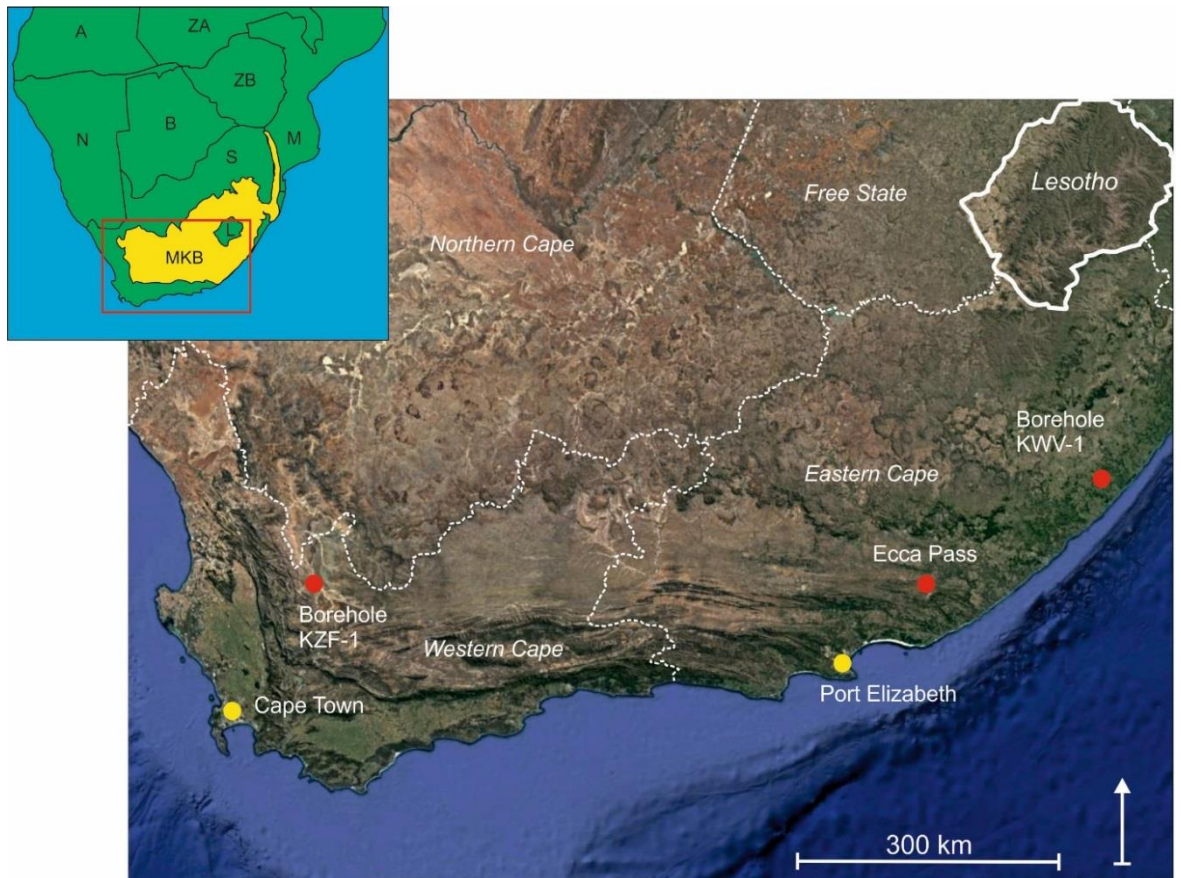 A
ZA
ZB
N
B
M
S
L
MKB
Lesotho
Free State
Northern Cape
Borehole
KWV-1
Eastern Cape
Ecca Pass
Borehole
KZF-1
Western Cape
Port Elizabeth
Cape Town
300 km